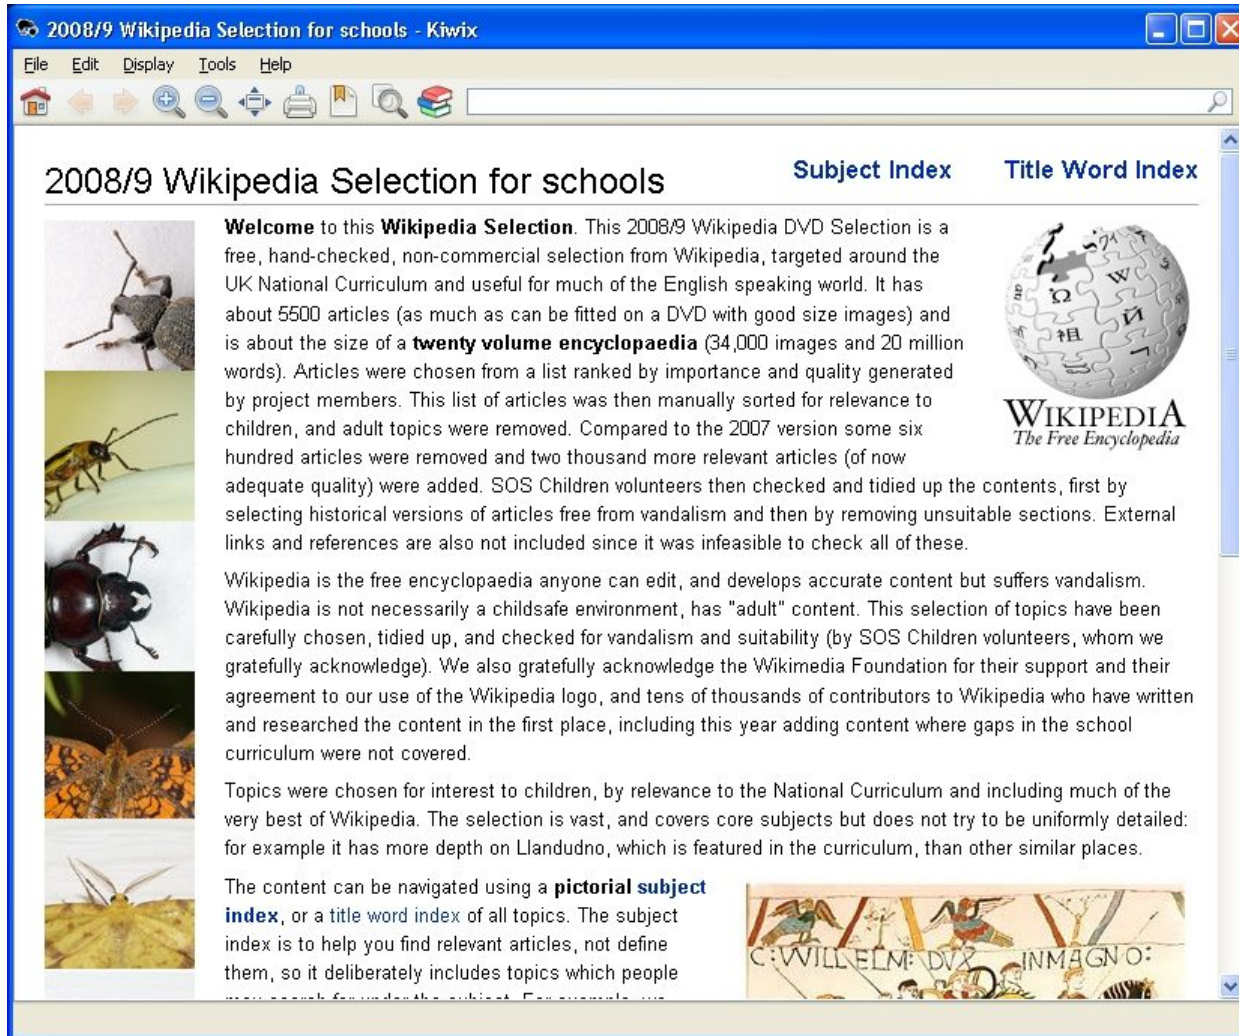 2008/9 Wikipedia Selection for schools - Kiwix
File Edit Display Tools Help
2008/9 Wikipedia Selection for schools
Subject Index
Title Word Index
Welcome to this Wikipedia Selection. This 2008/9 Wikipedia DVD Selection is a
free, hand-checked, non-commercial selection from Wikipedia, targeted around the
UK National Curriculum and useful for much of the English speaking world. It has
about 5500 articles (as much as can be fitted on a DVD with good size images) and
is about the size of a twenty volume encyclopaedia (34,000 images and 20 million
words). Articles were chosen from a list ranked by importance and quality generated
by project members. This list of articles was then manually sorted for relevance to
children, and adult topics were removed. Compared to the 2007 version some six
hundred articles were removed and two thousand more relevant articles (of now
adequate quality) were added. SOS Children volunteers then checked and tidied up the contents, first by
selecting historical versions of articles free from vandalism and then by removing unsuitable sections. External
links and references are also not included since it was infeasible to check all of these.
WIKIPEDIA
The Free Encyclopedia
Wikipedia is the free encyclopaedia anyone can edit, and develops accurate content but suffers vandalism.
Wikipedia is not necessarily a childsafe environment, has "adult" content. This selection of topics have been
carefully chosen, tidied up, and checked for vandalism and suitability (by SOS Children volunteers, whom we
gratefully acknowledge). We also gratefully acknowledge the Wikimedia Foundation for their support and their
agreement to our use of the Wikipedia logo, and tens of thousands of contributors to Wikipedia who have written
and researched the content in the first place, including this year adding content where gaps in the school
curriculum were not covered.
Topics were chosen for interest to children, by relevance to the National Curriculum and including much of the
very best of Wikipedia. The selection is vast, and covers core subjects but does not try to be uniformly detailed:
for example it has more depth on Llandudno, which is featured in the curriculum, than other similar places.
The content can be navigated using a pictorial subject
index, or a title word index of all topics. The subject
index is to help you find relevant articles, not define
them, so it deliberately includes topics which people
C: WILLELM: DVX IN MAGNO: